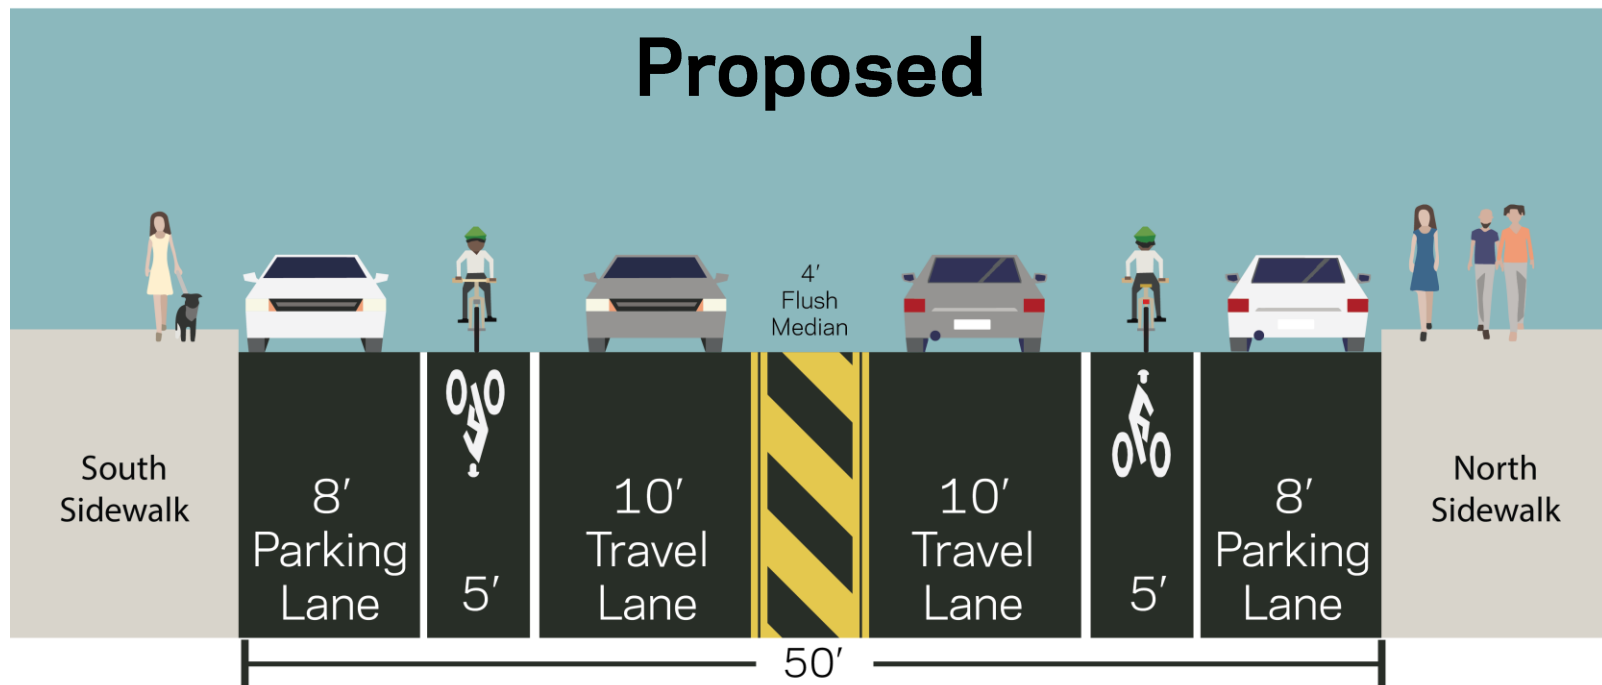 Proposed
4′
Flush
Median
South
Sidewalk
8′
Parking
Lane
5′
10′
Travel
Lane
10′
Travel
Lane
5′
8′
Parking
Lane
North
Sidewalk
50′